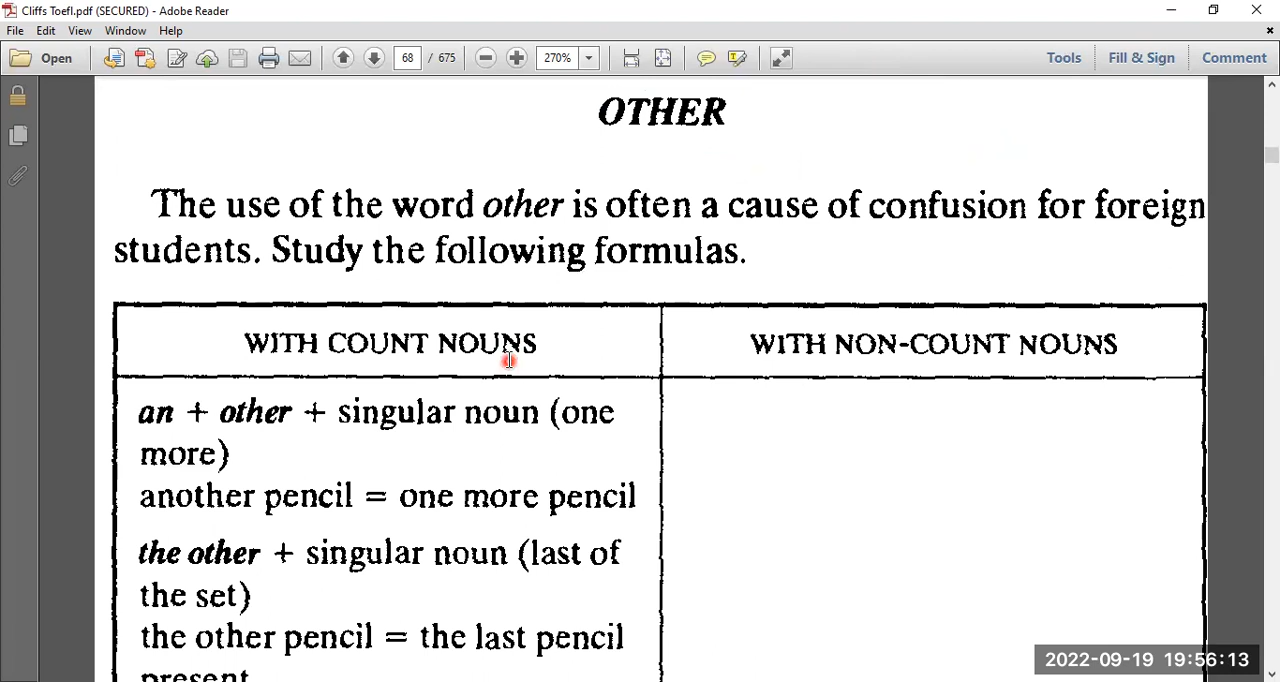 Cliffs Toefl.pdf (SECURED) - Adobe Reader
File Edit View Window Help
Open 68 / 675 270% Tools Fill & Sign Comment
OTHER
The use of the word other is often a cause of confusion for foreign
students. Study the following formulas.
WITH COUNT NOUNS
WITH NON-COUNT NOUNS
an + other + singular noun (one
more)
another pencil = one more pencil
the other + singular noun (last of
the set)
the other pencil = the last pencil
present
2022-09-19 19:56:13